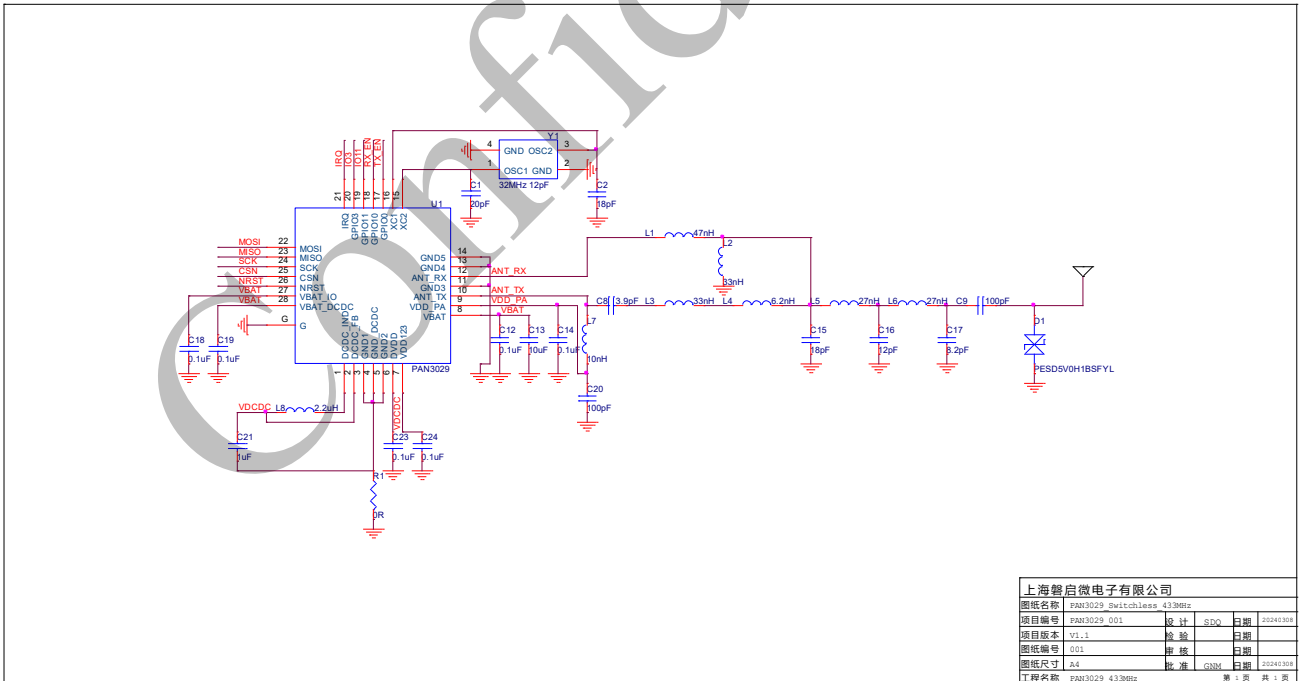 Confid
Y1
4 GND OSC2 3
1 OSC1 GND 2
32MHz 12pF
C1
20pF
C2
18pF
IRQ
IO3
IO11
RX_EN
TX_EN
21 20 19 18 17 16 15
U1
IRQ GPIO3 GPIO11 GPIO10 GPIO0 XC1 XC2
MOSI 22 MOSI
MISO 23 MISO
SCK 24 SCK
CSN 25 CSN
NRST 26 NRST
VBAT 27 VBAT_IO
VBAT 28 VBAT_DCDC
G G
GND5 14
GND4 13
ANT_RX 12 ANT_RX
GND3 11
ANT_TX 10 ANT_TX
VDD_PA 9 VDD_PA
VBAT 8 VBAT
DCDC_IND DCDC_FB GND1 GND_DCDC GND2 DVDD VDD123
1 2 3 4 5 6 7
PAN3029
C18
0.1uF
C19
0.1uF
C12
0.1uF
C13
10uF
C14
0.1uF
L1 47nH
L2
33nH
C8 3.9pF
L3 33nH
L4 6.2nH
L5 27nH
L6 27nH
C9 100pF
L7
10nH
C20
100pF
C15
18pF
C16
12pF
C17
8.2pF
D1
PESD5V0H1BSFYL
VDCDC L8 2.2uH
VDCDC
C21
1uF
C23
0.1uF
C24
0.1uF
R1
0R
上海磐启微电子有限公司
图纸名称 PAN3029_Switchless_433MHz
项目编号 PAN3029_001 设 计 SDQ 日期 20240308
项目版本 V1.1 检 验 日期
图纸编号 001 审 核 日期
图纸尺寸 A4 批 准 GNM 日期 20240308
工程名称 PAN3029_433MHz 第 1 页 共 1 页